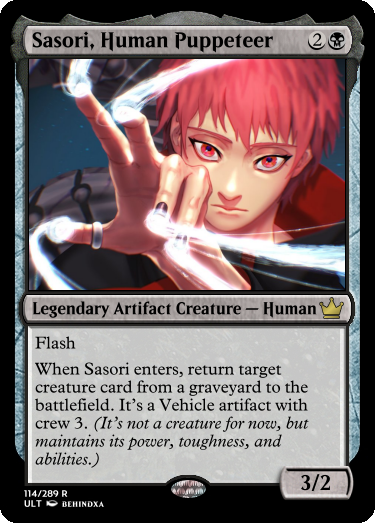 Sasori, Human Puppeteer 2
Legendary Artifact Creature — Human
Flash
When Sasori enters, return target
creature card from a graveyard to the
battlefield. It's a Vehicle artifact with
crew 3. (It's not a creature for now, but
maintains its power, toughness, and
abilities.)
3/2
114/289 R
ULT BEHINDXA